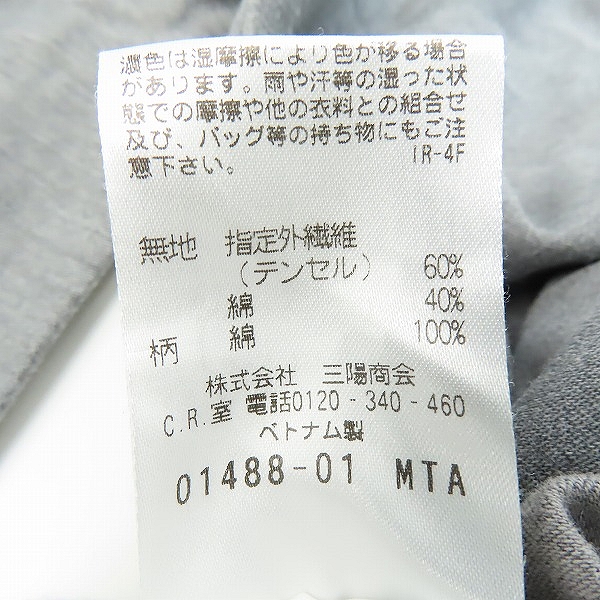 濃色は湿摩擦により色が移る場合
があります。雨や汗等の湿った状
態での摩擦や他の衣料との組合せ
及び、バッグ等の持ち物にもご注
意下さい。 IR-4F
無地 指定外繊維
(テンセル) 60%
綿 40%
柄 綿 100%
株式会社 三陽商会
C.R.室 電話0120-340-460
ベトナム製
01488-01 MTA